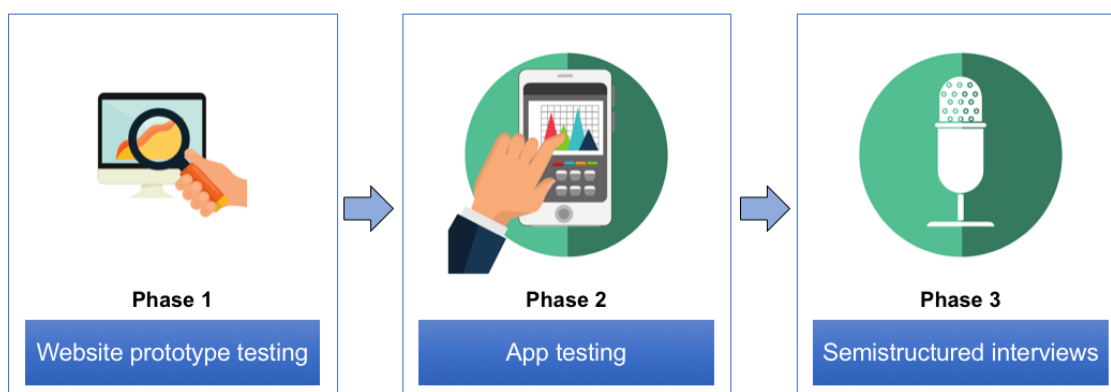 Phase 1
Website prototype testing
Phase 2
App testing
Phase 3
Semistructured interviews